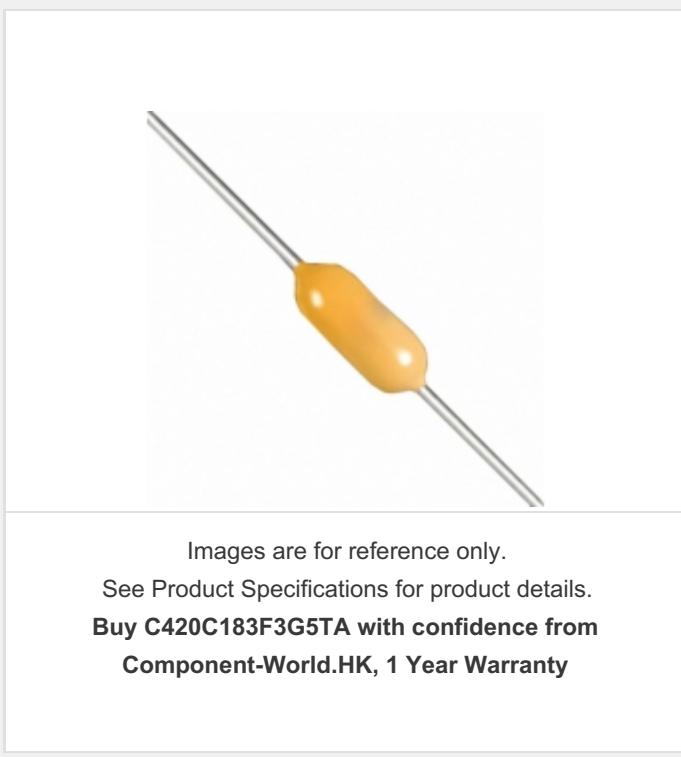 Images are for reference only.
See Product Specifications for product details.
Buy C420C183F3G5TA with confidence from
Component-World.HK, 1 Year Warranty